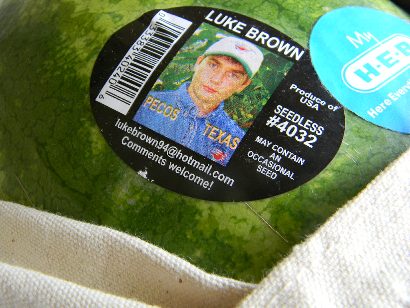 LUKE BROWN
PECOS TEXAS
Produce of
USA
SEEDLESS
#4032
MAY CONTAIN
AN
OCCASIONAL
SEED
lukebrown94@hotmail.com
Comments welcome!
My
H-E-B
Here Every